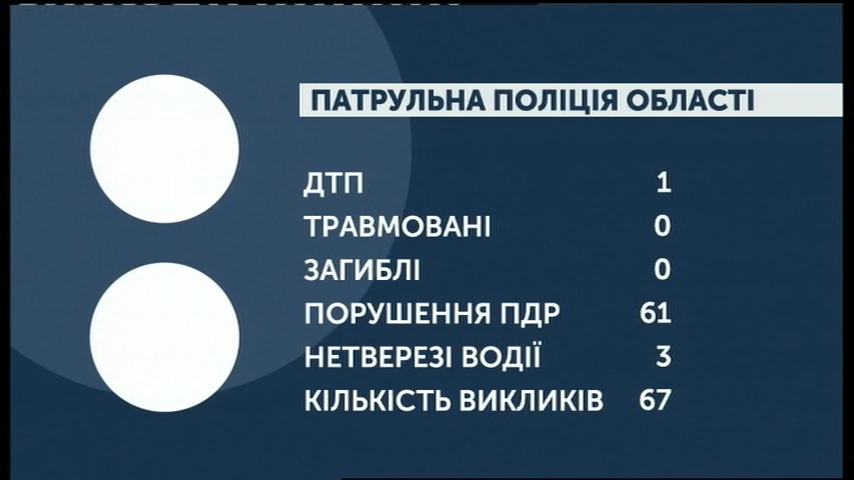 ПАТРУЛЬНА ПОЛІЦІЯ ОБЛАСТІ
ДТП 1
ТРАВМОВАНІ 0
ЗАГИБЛІ 0
ПОРУШЕННЯ ПДР 61
НЕТВЕРЕЗІ ВОДІЇ 3
КІЛЬКІСТЬ ВИКЛИКІВ 67